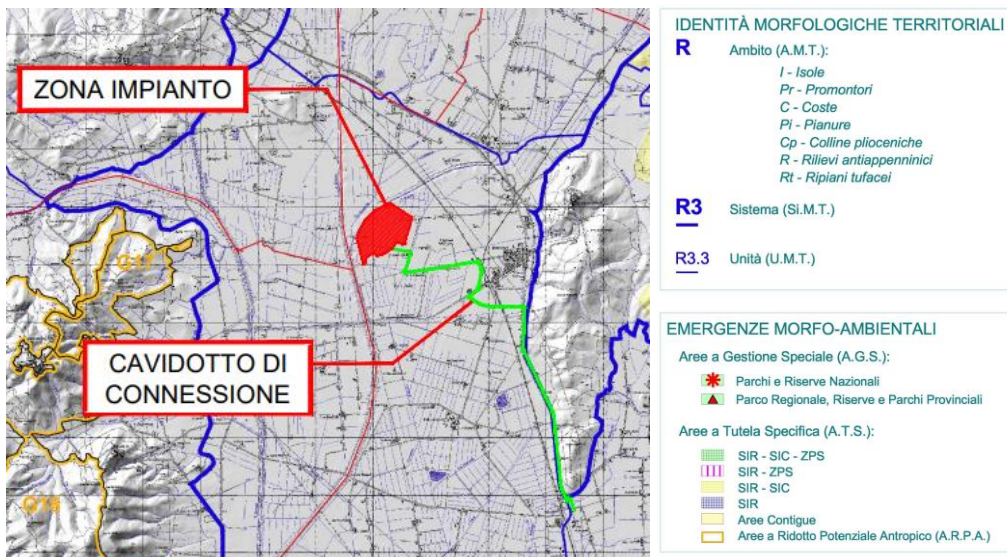 ZONA IMPIANTO
CAVIDOTTO DI
CONNESSIONE
G17
IDENTITÀ MORFOLOGICHE TERRITORIALI
R Ambito (A.M.T.):
I - Isole
Pr - Promontori
C - Coste
Pi - Pianure
Cp - Colline plioceniche
R - Rilievi antiappenninici
Rt - Ripiani tufacei
R3 Sistema (Si.M.T.)
R3.3 Unità (U.M.T.)
EMERGENZE MORFO-AMBIENTALI
Aree a Gestione Speciale (A.G.S.):
Parchi e Riserve Nazionali
Parco Regionale, Riserve e Parchi Provinciali
Aree a Tutela Specifica (A.T.S.):
SIR - SIC - ZPS
SIR - ZPS
SIR - SIC
SIR
Aree Contigue
Aree a Ridotto Potenziale Antropico (A.R.P.A.)